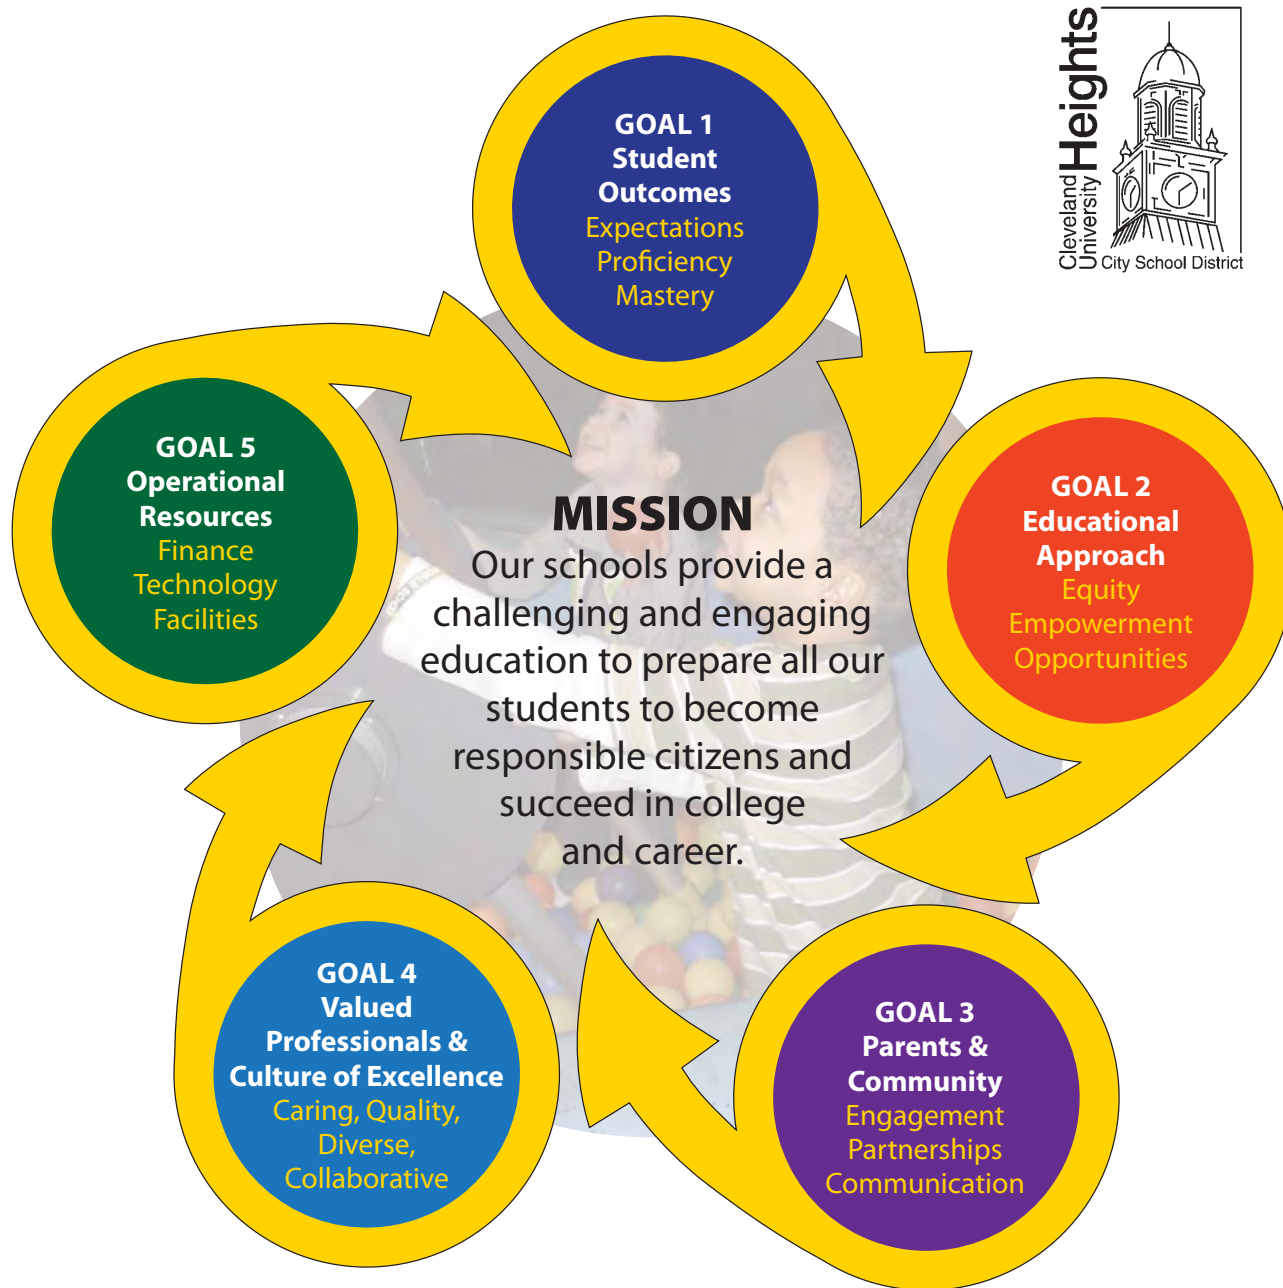 Cleveland
University
Heights
City School District
GOAL 1
Student
Outcomes
Expectations
Proficiency
Mastery
GOAL 2
Educational
Approach
Equity
Empowerment
Opportunities
GOAL 3
Parents &
Community
Engagement
Partnerships
Communication
GOAL 4
Valued
Professionals &
Culture of Excellence
Caring, Quality,
Diverse,
Collaborative
GOAL 5
Operational
Resources
Finance
Technology
Facilities
MISSION
Our schools provide a
challenging and engaging
education to prepare all our
students to become
responsible citizens and
succeed in college
and career.